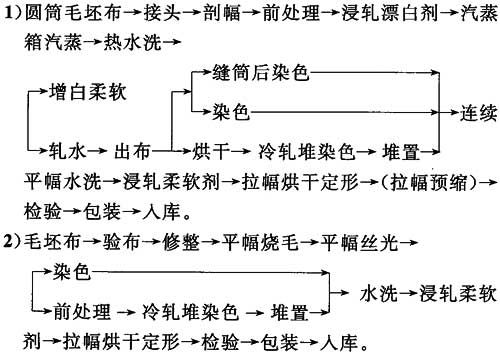 1)圆筒毛坯布→接头→剖幅→前处理→浸轧漂白剂→汽蒸
箱汽蒸→热水洗→
缝筒后染色
增白柔软
染色
连续
轧水→出布→烘干→冷轧堆染色→堆置
平幅水洗→浸轧柔软剂→拉幅烘干定形→(拉幅预缩)→
检验→包装→入库。
2)毛坯布→验布→修整→平幅烧毛→平幅丝光→
染色
水洗→浸轧柔软
前处理→冷轧堆染色→堆置
剂→拉幅烘干定形→检验→包装→入库。